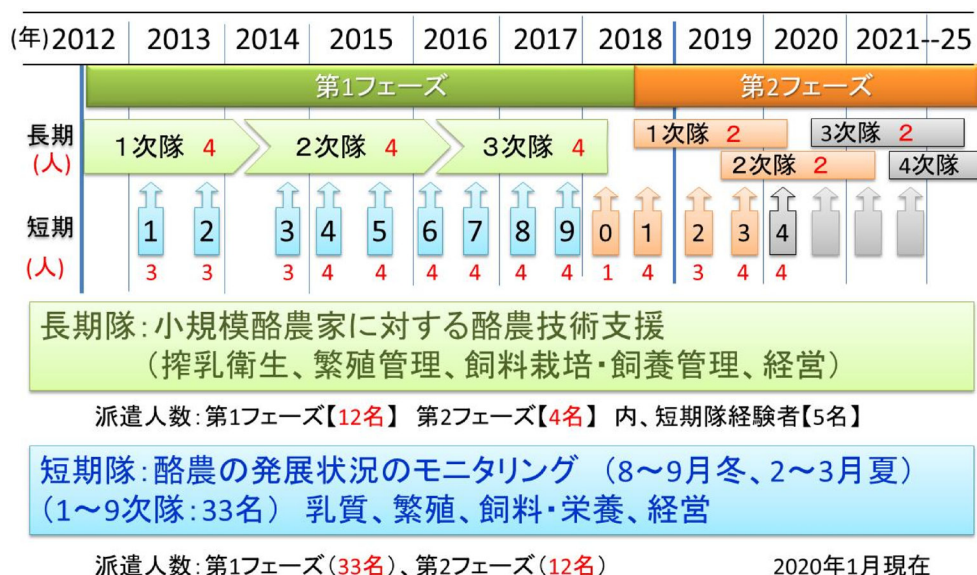 (年) 2012 2013 2014 2015 2016 2017 2018 2019 2020 2021--25
第1フェーズ 第2フェーズ
長期 1次隊 4 2次隊 4 3次隊 4 1次隊 2 3次隊 2
(人) 2次隊 2 4次隊
短期 1 2 3 4 5 6 7 8 9 0 1 2 3 4
(人) 3 3 3 4 4 4 4 4 4 1 4 3 4 4
長期隊:小規模酪農家に対する酪農技術支援
(搾乳衛生、繁殖管理、飼料栽培・飼養管理、経営)
派遣人数:第1フェーズ【12名】 第2フェーズ【4名】 内、短期隊経験者【5名】
短期隊:酪農の発展状況のモニタリング (8〜9月冬、2〜3月夏)
(1〜9次隊:33名) 乳質、繁殖、飼料・栄養、経営
派遣人数:第1フェーズ(33名)、第2フェーズ(12名) 2020年1月現在